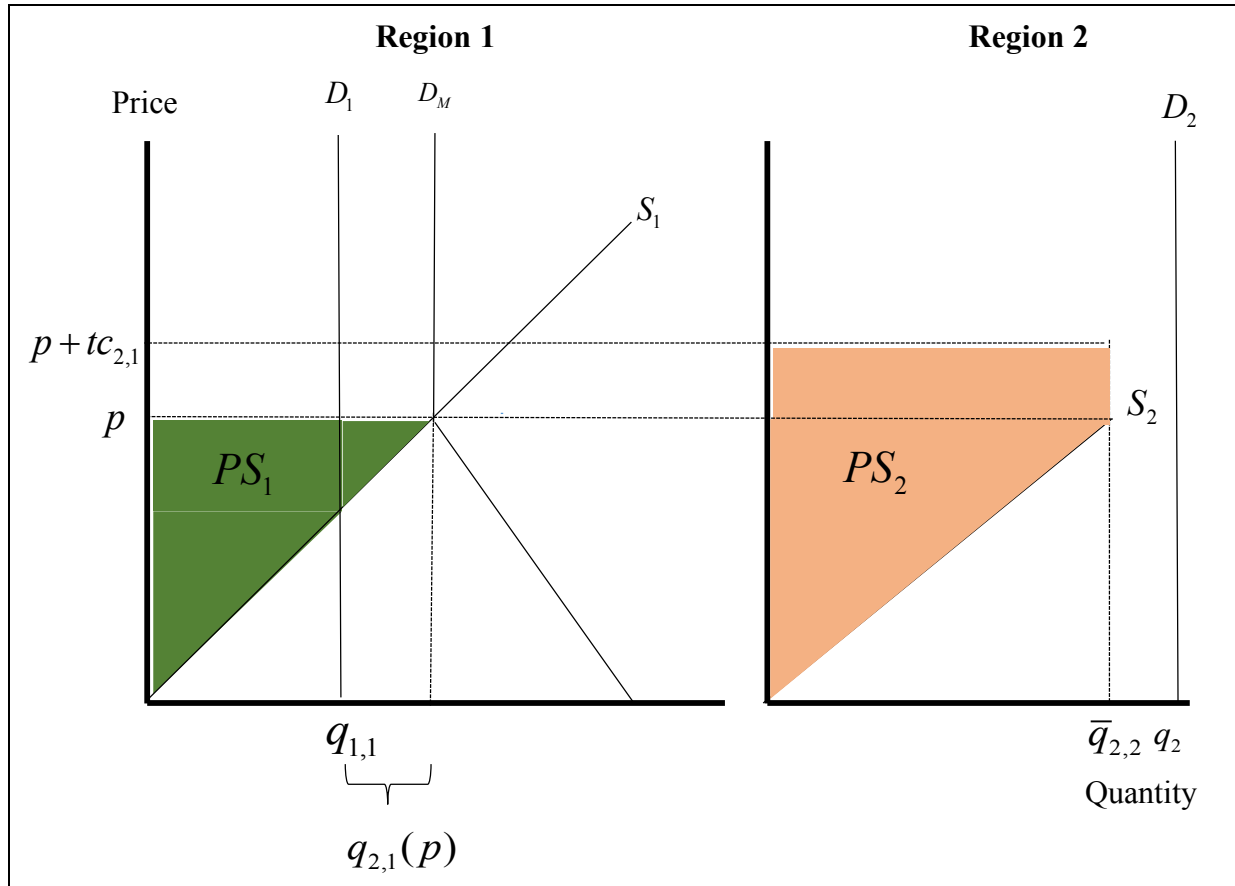 Region 1
Region 2
Price
D₁
D_M
D₂
S₁
p + tc₂,₁
p
S₂
PS₁
PS₂
q₁,₁
q̅₂,₂ q₂
Quantity
q₂,₁(p)